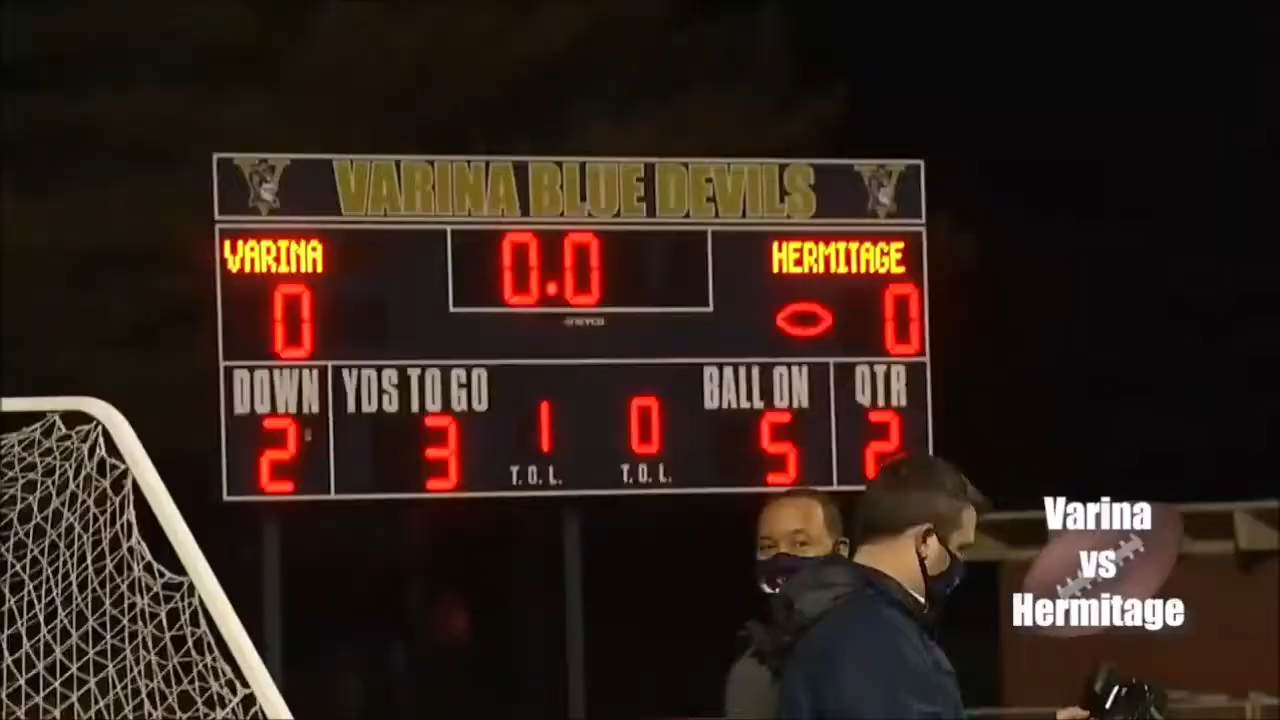 VARINA BLUE DEVILS
VARINA 0.0 HERMITAGE
0 0
DOWN YDS TO GO BALL ON QTR
2 3 1 0 5 2
T.O.L. T.O.L.
Varina
vs
Hermitage